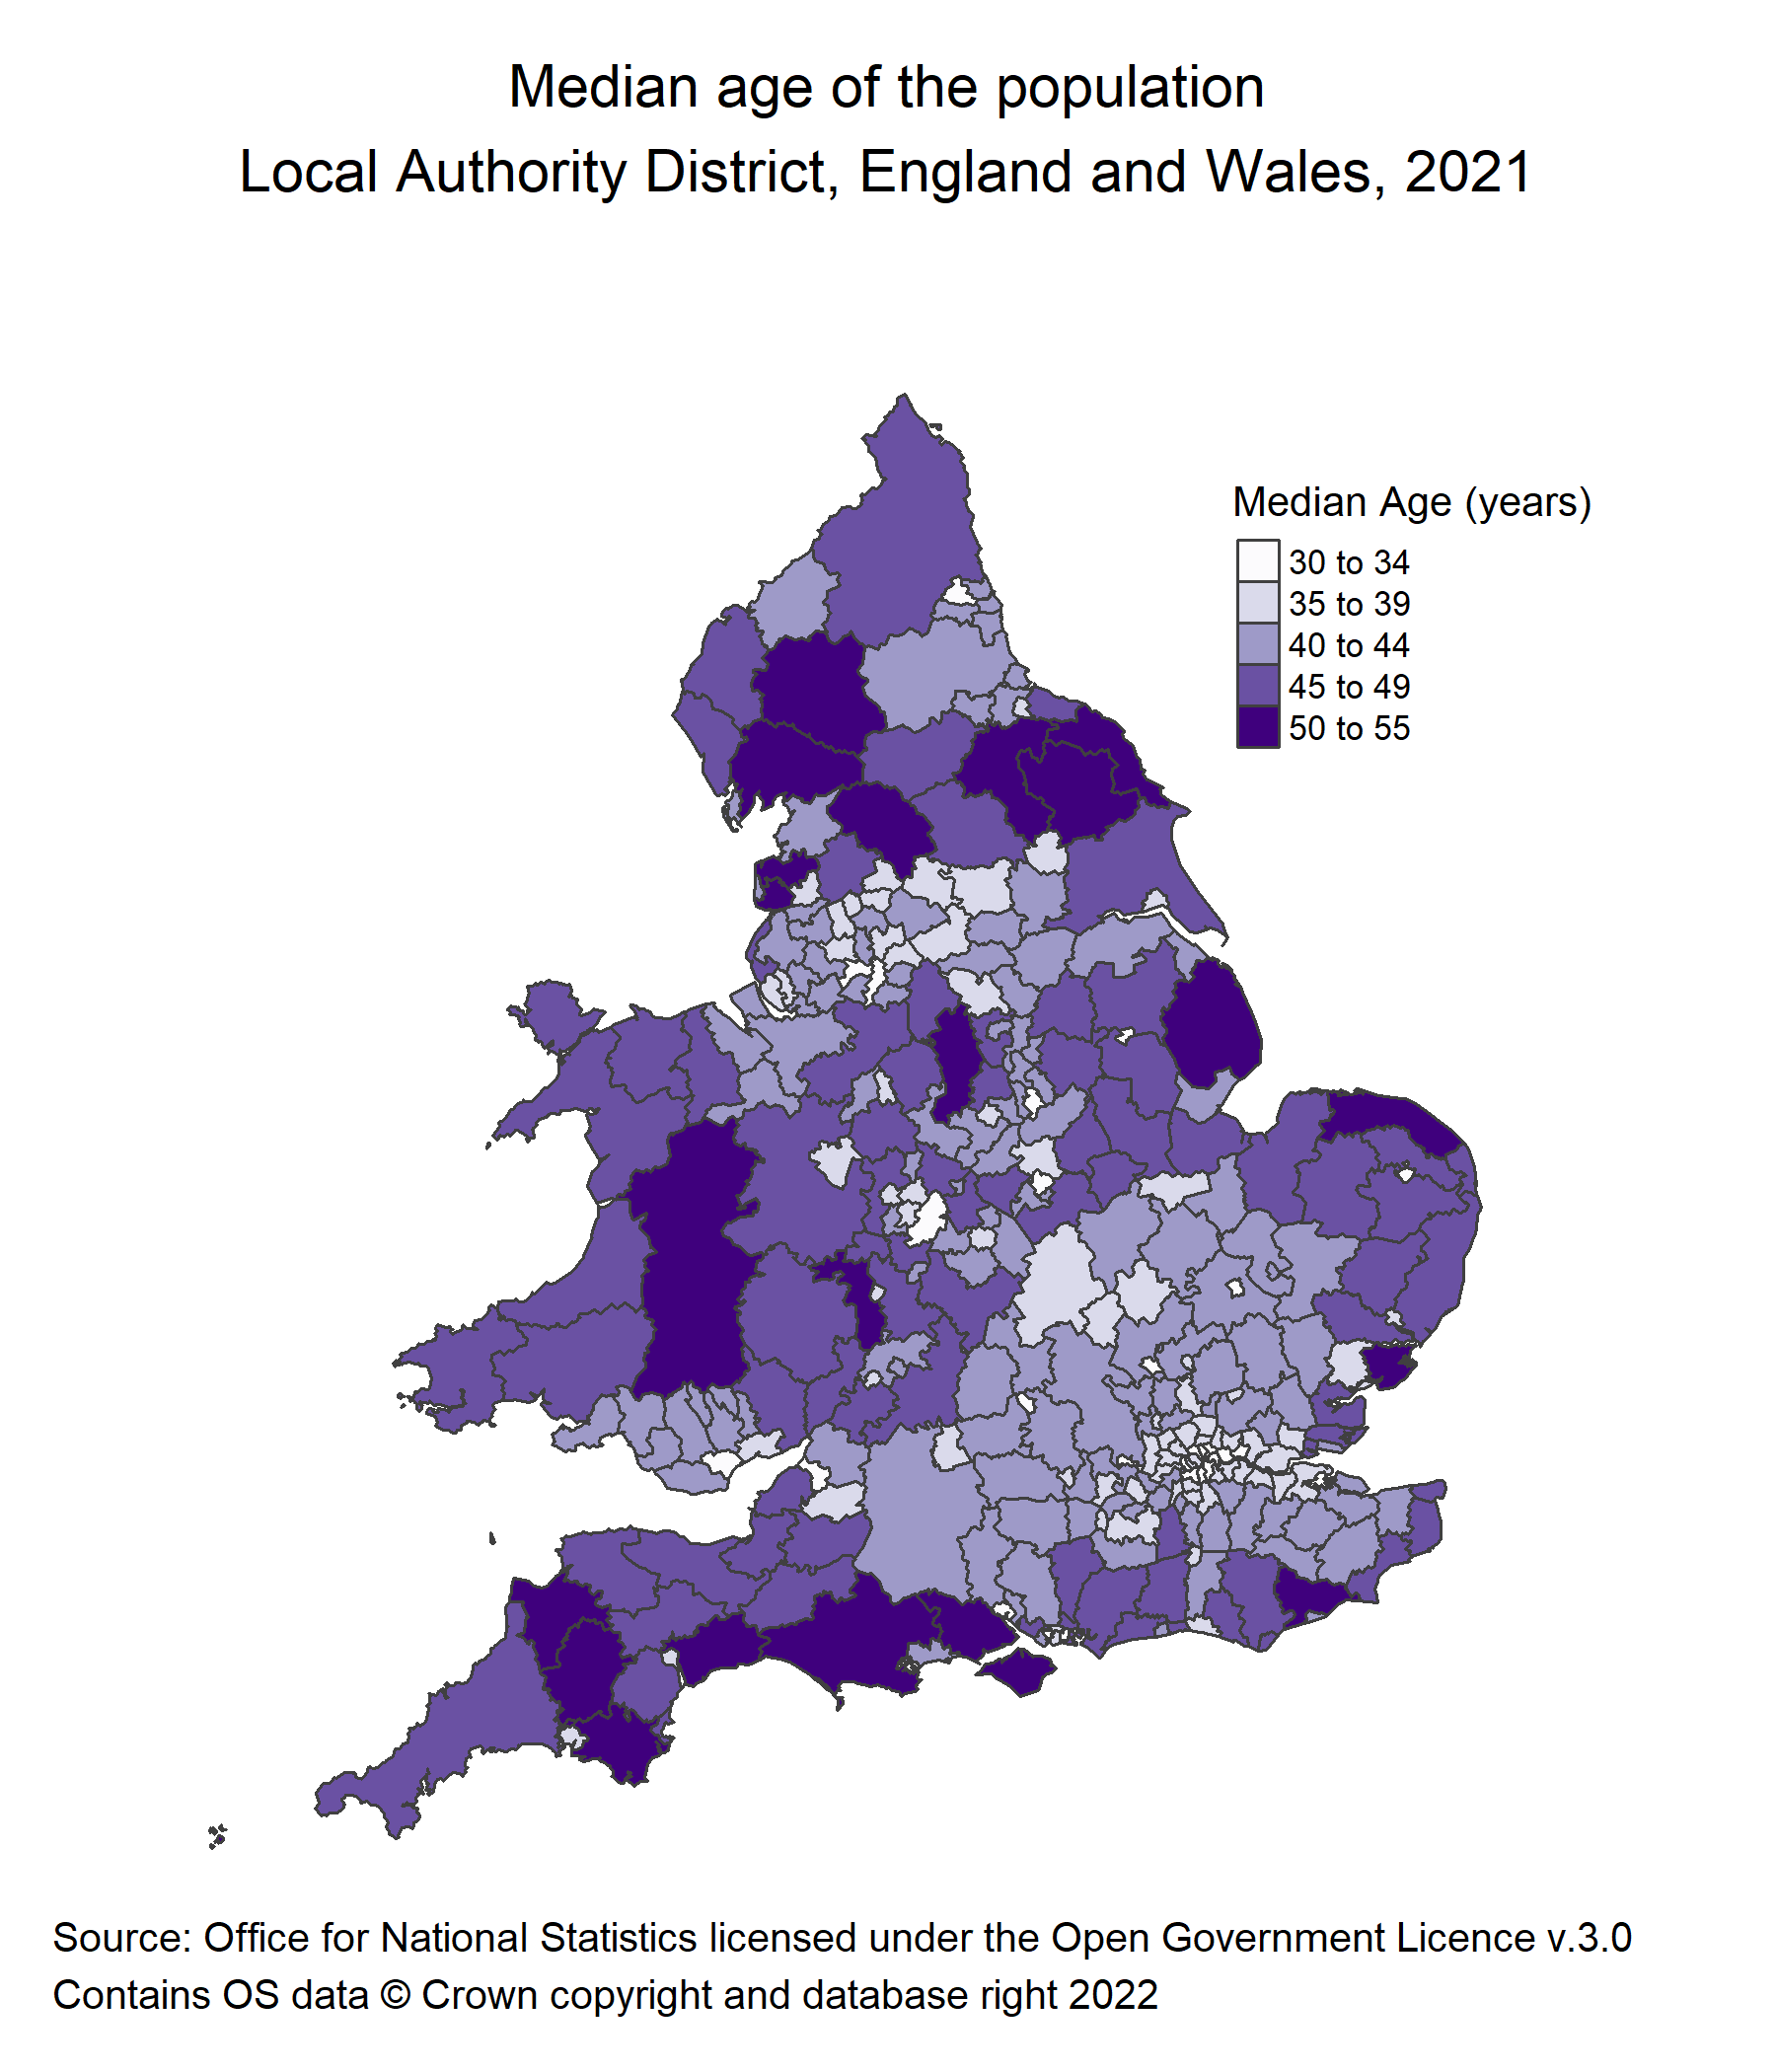 Median age of the population
Local Authority District, England and Wales, 2021
Median Age (years)
30 to 34
35 to 39
40 to 44
45 to 49
50 to 55
Source: Office for National Statistics licensed under the Open Government Licence v.3.0
Contains OS data © Crown copyright and database right 2022